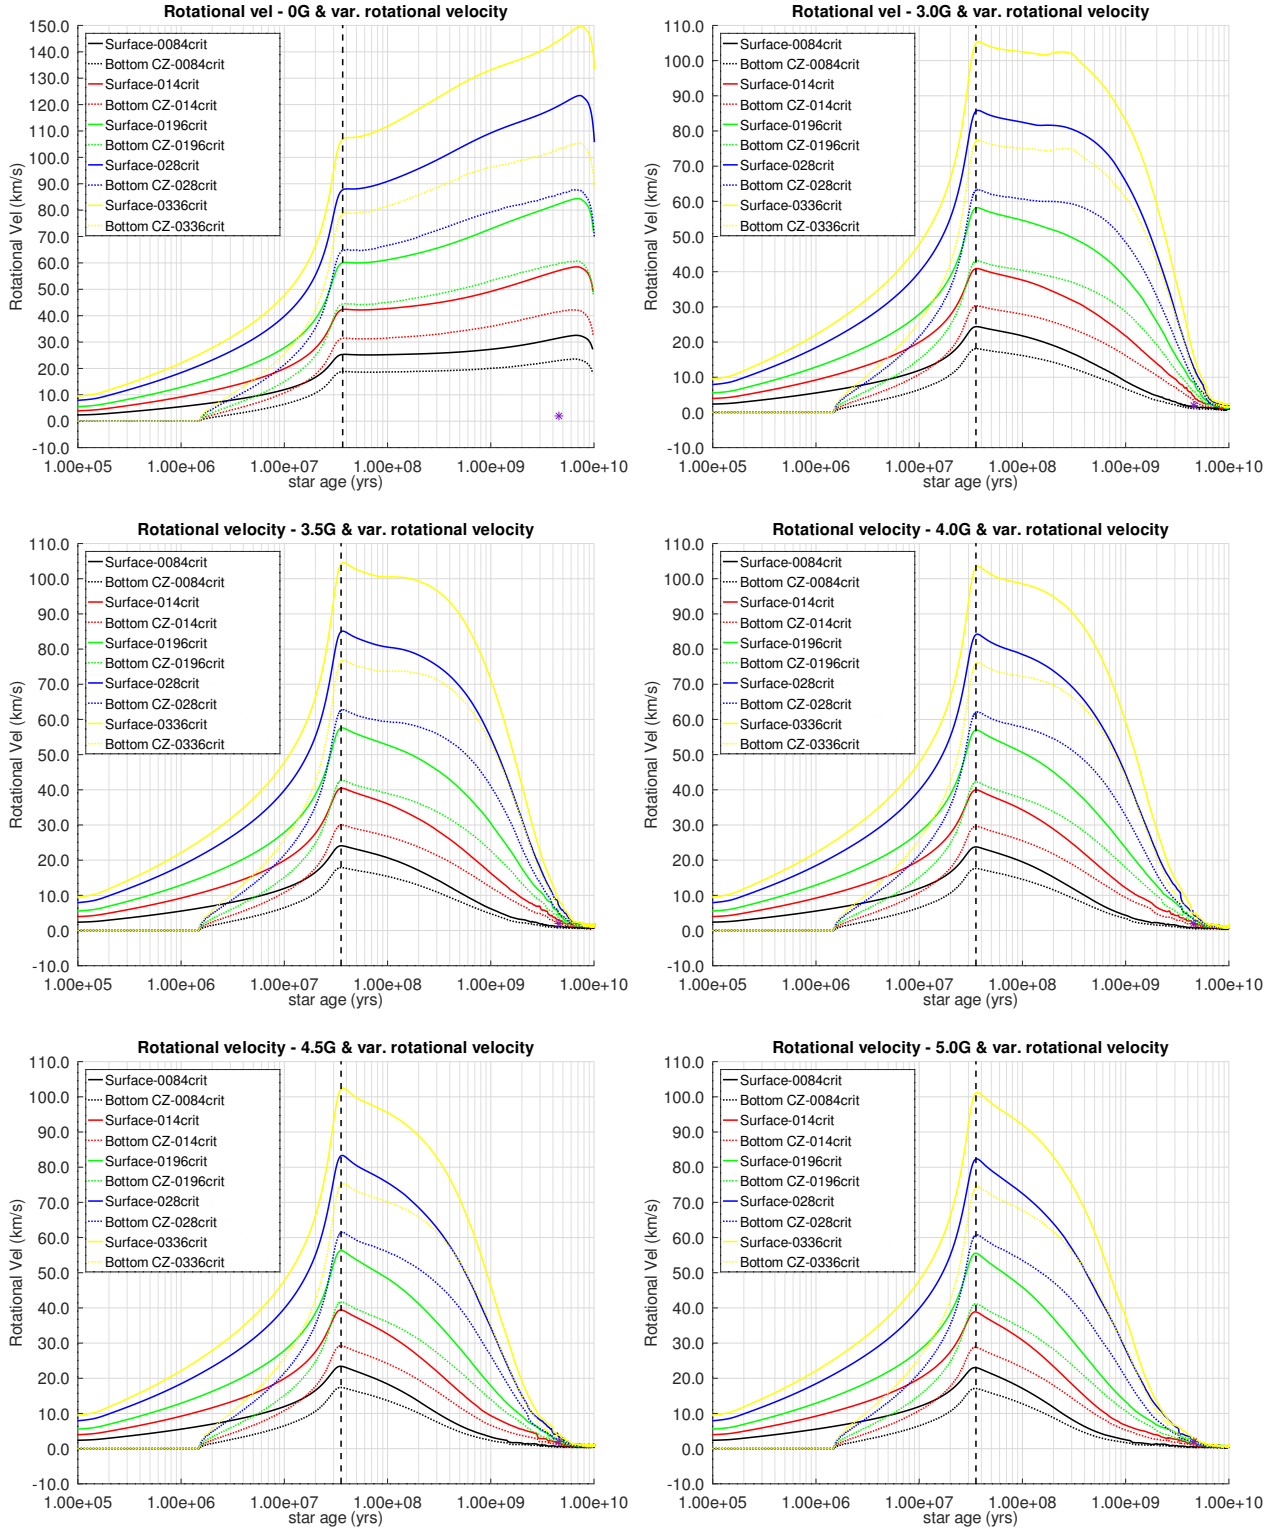 Rotational vel - 0G & var. rotational velocity
150.0
140.0
130.0
120.0
110.0
100.0
90.0
80.0
70.0
60.0
50.0
40.0
30.0
20.0
10.0
0.0
-10.0
Rotational Vel (km/s)
Surface-0084crit
Bottom CZ-0084crit
Surface-014crit
Bottom CZ-014crit
Surface-0196crit
Bottom CZ-0196crit
Surface-028crit
Bottom CZ-028crit
Surface-0336crit
Bottom CZ-0336crit
1.00e+05 1.00e+06 1.00e+07 1.00e+08 1.00e+09 1.00e+10
star age (yrs)
Rotational vel - 3.0G & var. rotational velocity
110.0
100.0
90.0
80.0
70.0
60.0
50.0
40.0
30.0
20.0
10.0
0.0
-10.0
Rotational Vel (km/s)
Surface-0084crit
Bottom CZ-0084crit
Surface-014crit
Bottom CZ-014crit
Surface-0196crit
Bottom CZ-0196crit
Surface-028crit
Bottom CZ-028crit
Surface-0336crit
Bottom CZ-0336crit
1.00e+05 1.00e+06 1.00e+07 1.00e+08 1.00e+09 1.00e+10
star age (yrs)
Rotational velocity - 3.5G & var. rotational velocity
110.0
100.0
90.0
80.0
70.0
60.0
50.0
40.0
30.0
20.0
10.0
0.0
-10.0
Rotational Vel (km/s)
Surface-0084crit
Bottom CZ-0084crit
Surface-014crit
Bottom CZ-014crit
Surface-0196crit
Bottom CZ-0196crit
Surface-028crit
Bottom CZ-028crit
Surface-0336crit
Bottom CZ-0336crit
1.00e+05 1.00e+06 1.00e+07 1.00e+08 1.00e+09 1.00e+10
star age (yrs)
Rotational velocity - 4.0G & var. rotational velocity
110.0
100.0
90.0
80.0
70.0
60.0
50.0
40.0
30.0
20.0
10.0
0.0
-10.0
Rotational Vel (km/s)
Surface-0084crit
Bottom CZ-0084crit
Surface-014crit
Bottom CZ-014crit
Surface-0196crit
Bottom CZ-0196crit
Surface-028crit
Bottom CZ-028crit
Surface-0336crit
Bottom CZ-0336crit
1.00e+05 1.00e+06 1.00e+07 1.00e+08 1.00e+09 1.00e+10
star age (yrs)
Rotational velocity - 4.5G & var. rotational velocity
110.0
100.0
90.0
80.0
70.0
60.0
50.0
40.0
30.0
20.0
10.0
0.0
-10.0
Rotational Vel (km/s)
Surface-0084crit
Bottom CZ-0084crit
Surface-014crit
Bottom CZ-014crit
Surface-0196crit
Bottom CZ-0196crit
Surface-028crit
Bottom CZ-028crit
Surface-0336crit
Bottom CZ-0336crit
1.00e+05 1.00e+06 1.00e+07 1.00e+08 1.00e+09 1.00e+10
star age (yrs)
Rotational velocity - 5.0G & var. rotational velocity
110.0
100.0
90.0
80.0
70.0
60.0
50.0
40.0
30.0
20.0
10.0
0.0
-10.0
Rotational Vel (km/s)
Surface-0084crit
Bottom CZ-0084crit
Surface-014crit
Bottom CZ-014crit
Surface-0196crit
Bottom CZ-0196crit
Surface-028crit
Bottom CZ-028crit
Surface-0336crit
Bottom CZ-0336crit
1.00e+05 1.00e+06 1.00e+07 1.00e+08 1.00e+09 1.00e+10
star age (yrs)